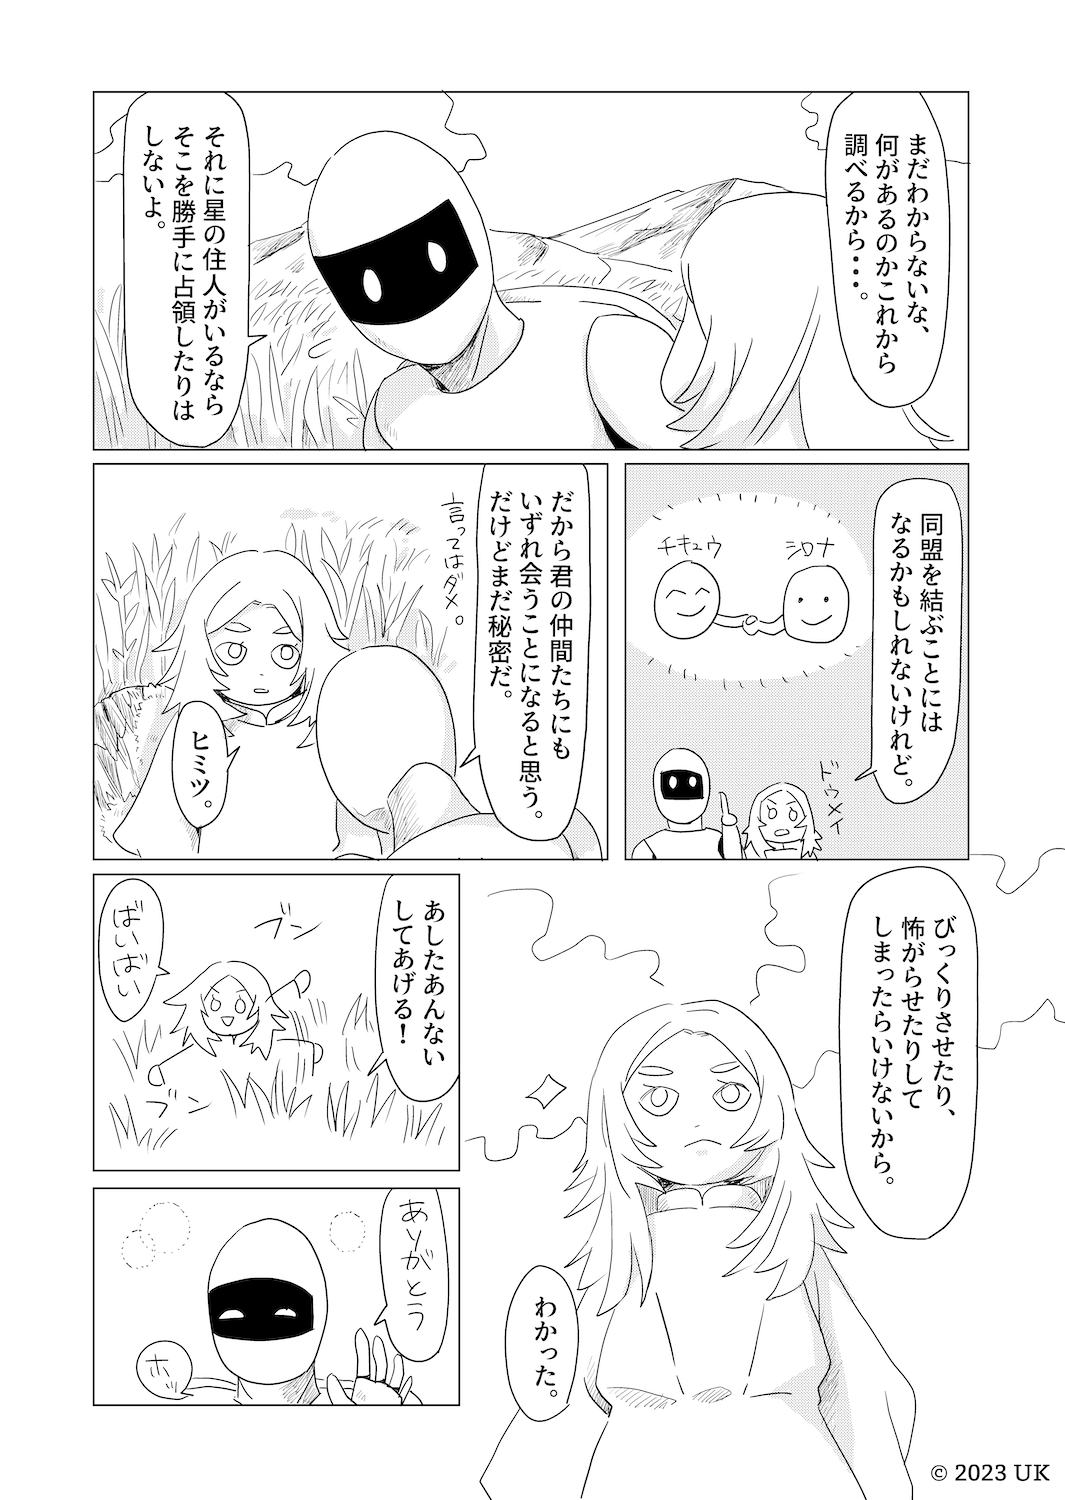 まだわからないな、
何があるのかこれから
調べるから・・・。
それに星の住人がいるなら
そこを勝手に占領したりは
しないよ。
同盟を結ぶことには
なるかもしれないけれど。
シロナ
チキュウ
ドウメイ
だから君の仲間たちにも
いずれ会うことになると思う。
だけどまだ秘密だ。
言ってはダメ。
ヒミツ。
びっくりさせたり、
怖がらせたりして
しまったらいけないから。
わかった。
あしたあんない
してあげる！
ブン
ばいばい
ブン
ありがとう
ホッ
© 2023 UK